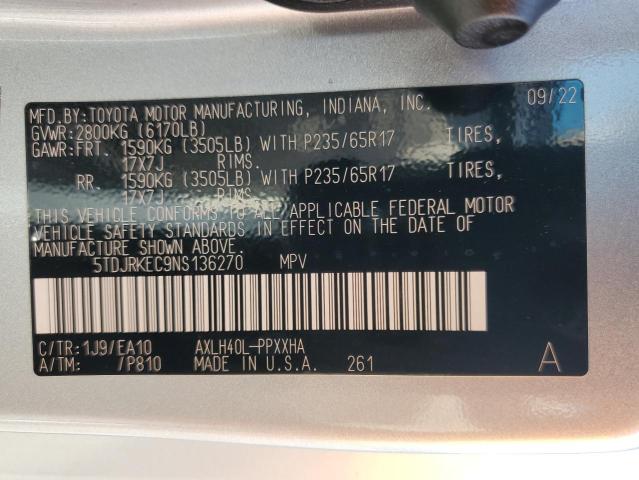 MFD.BY:TOYOTA MOTOR MANUFACTURING, INDIANA, INC. 09/22
GVWR:2800KG (6170LB)
GAWR:FRT. 1590KG (3505LB) WITH P235/65R17 TIRES,
17X7J RIMS.
RR. 1590KG (3505LB) WITH P235/65R17 TIRES,
17X7J RIMS
THIS VEHICLE CONFORMS TO ALL APPLICABLE FEDERAL MOTOR
VEHICLE SAFETY STANDARDS IN EFFECT ON THE DATE OF
MANUFACTURE SHOWN ABOVE.
5TDJRKEC9NS136270 MPV
C/TR:1J9/EA10 AXLH40L-PPXXHA
A/TM: /P810 MADE IN U.S.A. 261 A